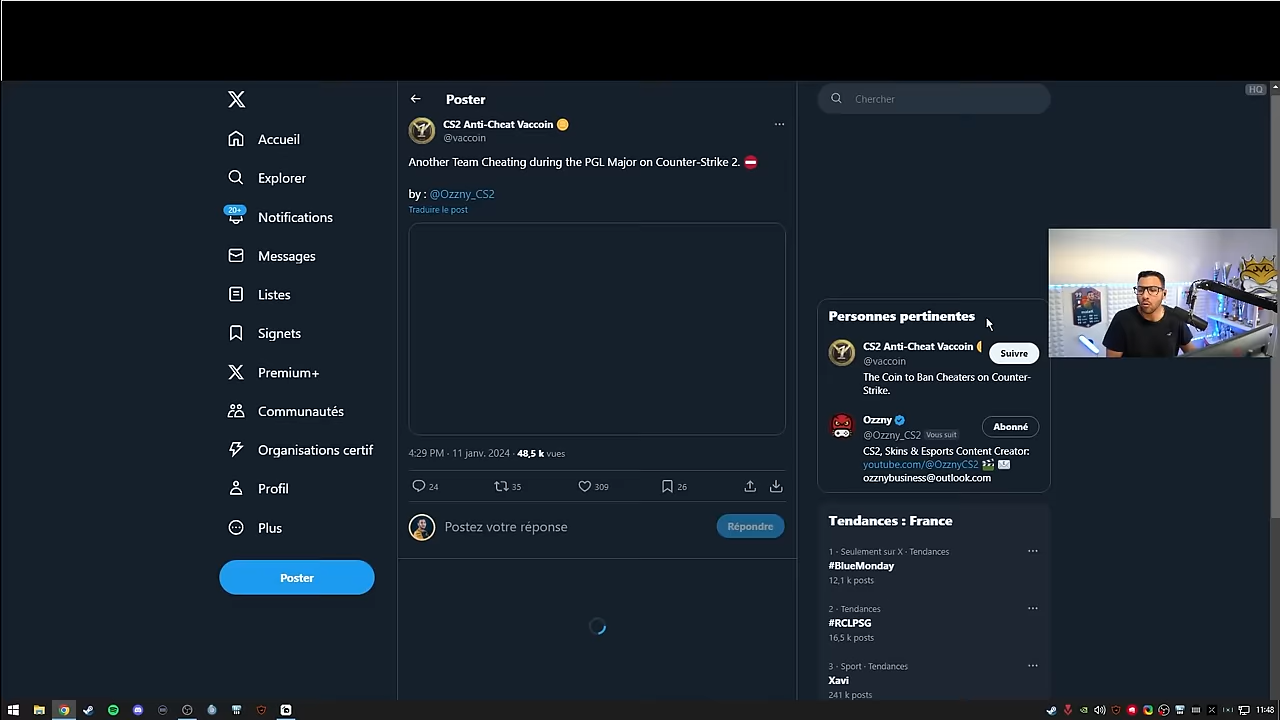 HQ
Poster
Chercher
CS2 Anti-Cheat Vaccoin
@vaccoin
Another Team Cheating during the PGL Major on Counter-Strike 2.
by : @Ozzny_CS2
Traduire le post
4:29 PM · 11 janv. 2024 · 48,5 k vues
24
35
309
26
Postez votre réponse
Répondre
Accueil
Explorer
20+
Notifications
Messages
Listes
Signets
Premium+
Communautés
Organisations certif
Profil
Plus
Poster
Personnes pertinentes
CS2 Anti-Cheat Vaccoin
@vaccoin
Suivre
The Coin to Ban Cheaters on Counter-
Strike.
Ozzny
@Ozzny_CS2 Vous suit
Abonné
CS2, Skins & Esports Content Creator:
youtube.com/@OzznyCS2
ozznybusiness@outlook.com
Tendances : France
1 · Seulement sur X · Tendances
#BlueMonday
12,1 k posts
2 · Tendances
#RCLPSG
16,5 k posts
3 · Sport · Tendances
Xavi
241 k posts
11:48